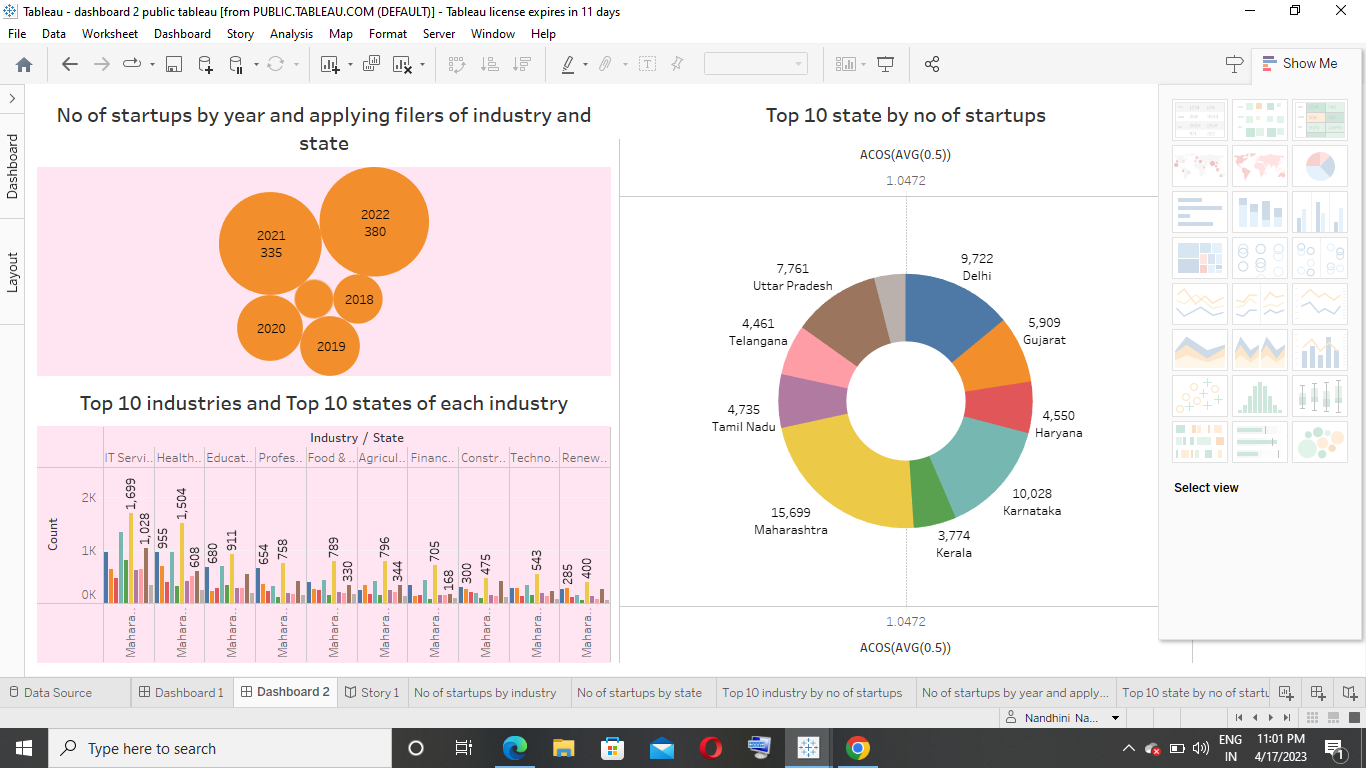 Tableau - dashboard 2 public tableau [from PUBLIC.TABLEAU.COM (DEFAULT)] - Tableau license expires in 11 days
File Data Worksheet Dashboard Story Analysis Map Format Server Window Help
Show Me
Dashboard
Layout
No of startups by year and applying filers of industry and
state
2021
335
2022
380
2018
2020
2019
Top 10 industries and Top 10 states of each industry
Industry / State
IT Servi.. Health.. Educat.. Profes.. Food & .. Agricul.. Financ.. Constr.. Techno.. Renew..
Count
2K
1K
0K
1,699
1,028
955
1,504
608
680
911
654
758
789
330
796
344
705
168
300
475
543
285
400
Mahara.. Mahara.. Mahara.. Mahara.. Mahara.. Mahara.. Mahara.. Mahara.. Mahara.. Mahara..
Top 10 state by no of startups
ACOS(AVG(0.5))
1.0472
9,722
Delhi
5,909
Gujarat
4,550
Haryana
10,028
Karnataka
3,774
Kerala
15,699
Maharashtra
4,735
Tamil Nadu
4,461
Telangana
7,761
Uttar Pradesh
1.0472
ACOS(AVG(0.5))
Select view
Data Source Dashboard 1 Dashboard 2 Story 1 No of startups by industry No of startups by state Top 10 industry by no of startups No of startups by year and apply... Top 10 state by no of startu
Nandhini Na...
Type here to search
ENG
IN
11:01 PM
4/17/2023
1